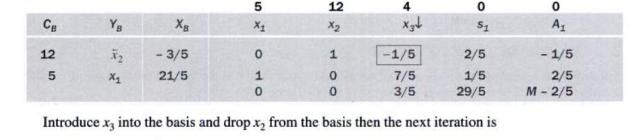 5 12 4 0 0
C_B Y_B X_B x_1 x_2 x_3↓ s_1 A_1
12 x̄_2 - 3/5 0 1 -1/5 2/5 - 1/5
5 x_1 21/5 1 0 7/5 1/5 2/5
0 0 3/5 29/5 M - 2/5
Introduce x_3 into the basis and drop x_2 from the basis then the next iteration is